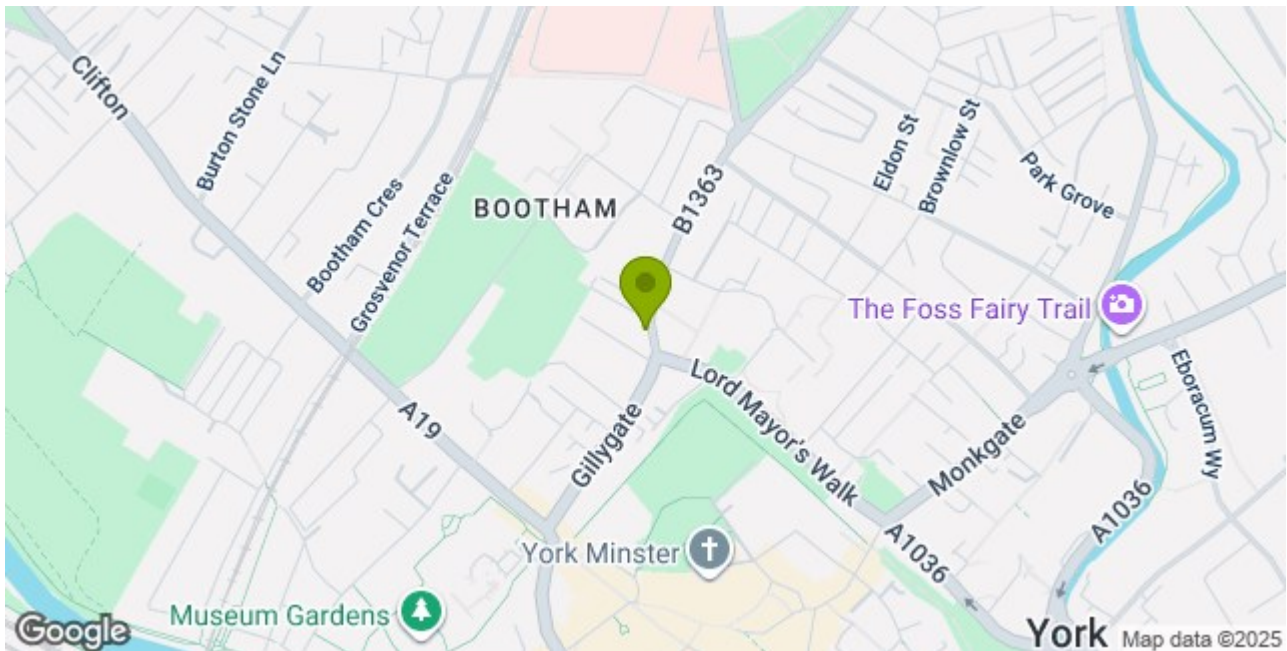 Clifton
Burton Stone Ln
Bootham Cres
Grosvenor Terrace
BOOTHAM
B1363
Eldon St
Brownlow St
Park Grove
The Foss Fairy Trail
Eboracum Wy
Lord Mayor's Walk
A19
Gillygate
Monkgate
A1036
A1036
York Minster
Museum Gardens
Google
York
Map data ©2025